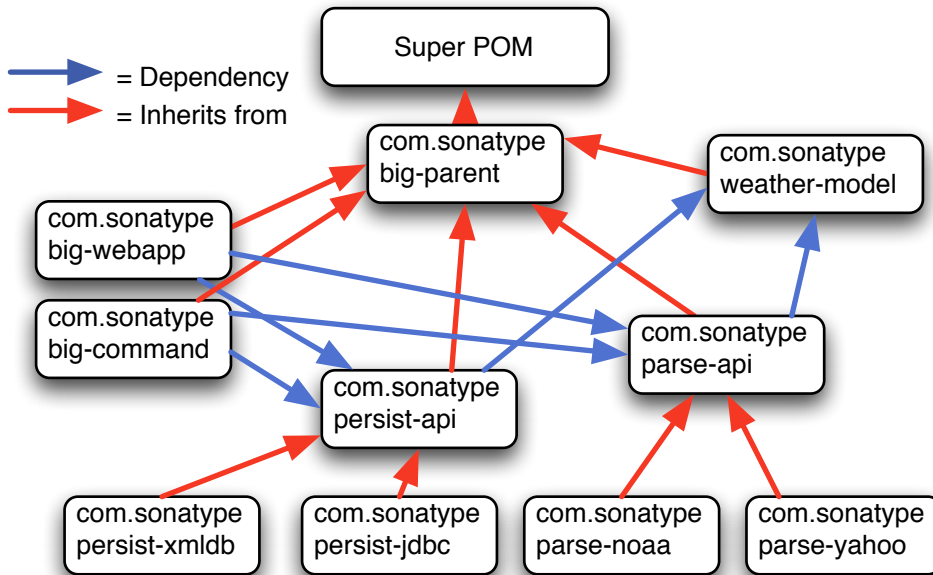 Super POM
= Dependency
= Inherits from
com.sonatype
big-parent
com.sonatype
weather-model
com.sonatype
big-webapp
com.sonatype
big-command
com.sonatype
parse-api
com.sonatype
persist-api
com.sonatype
persist-xmldb
com.sonatype
persist-jdbc
com.sonatype
parse-noaa
com.sonatype
parse-yahoo